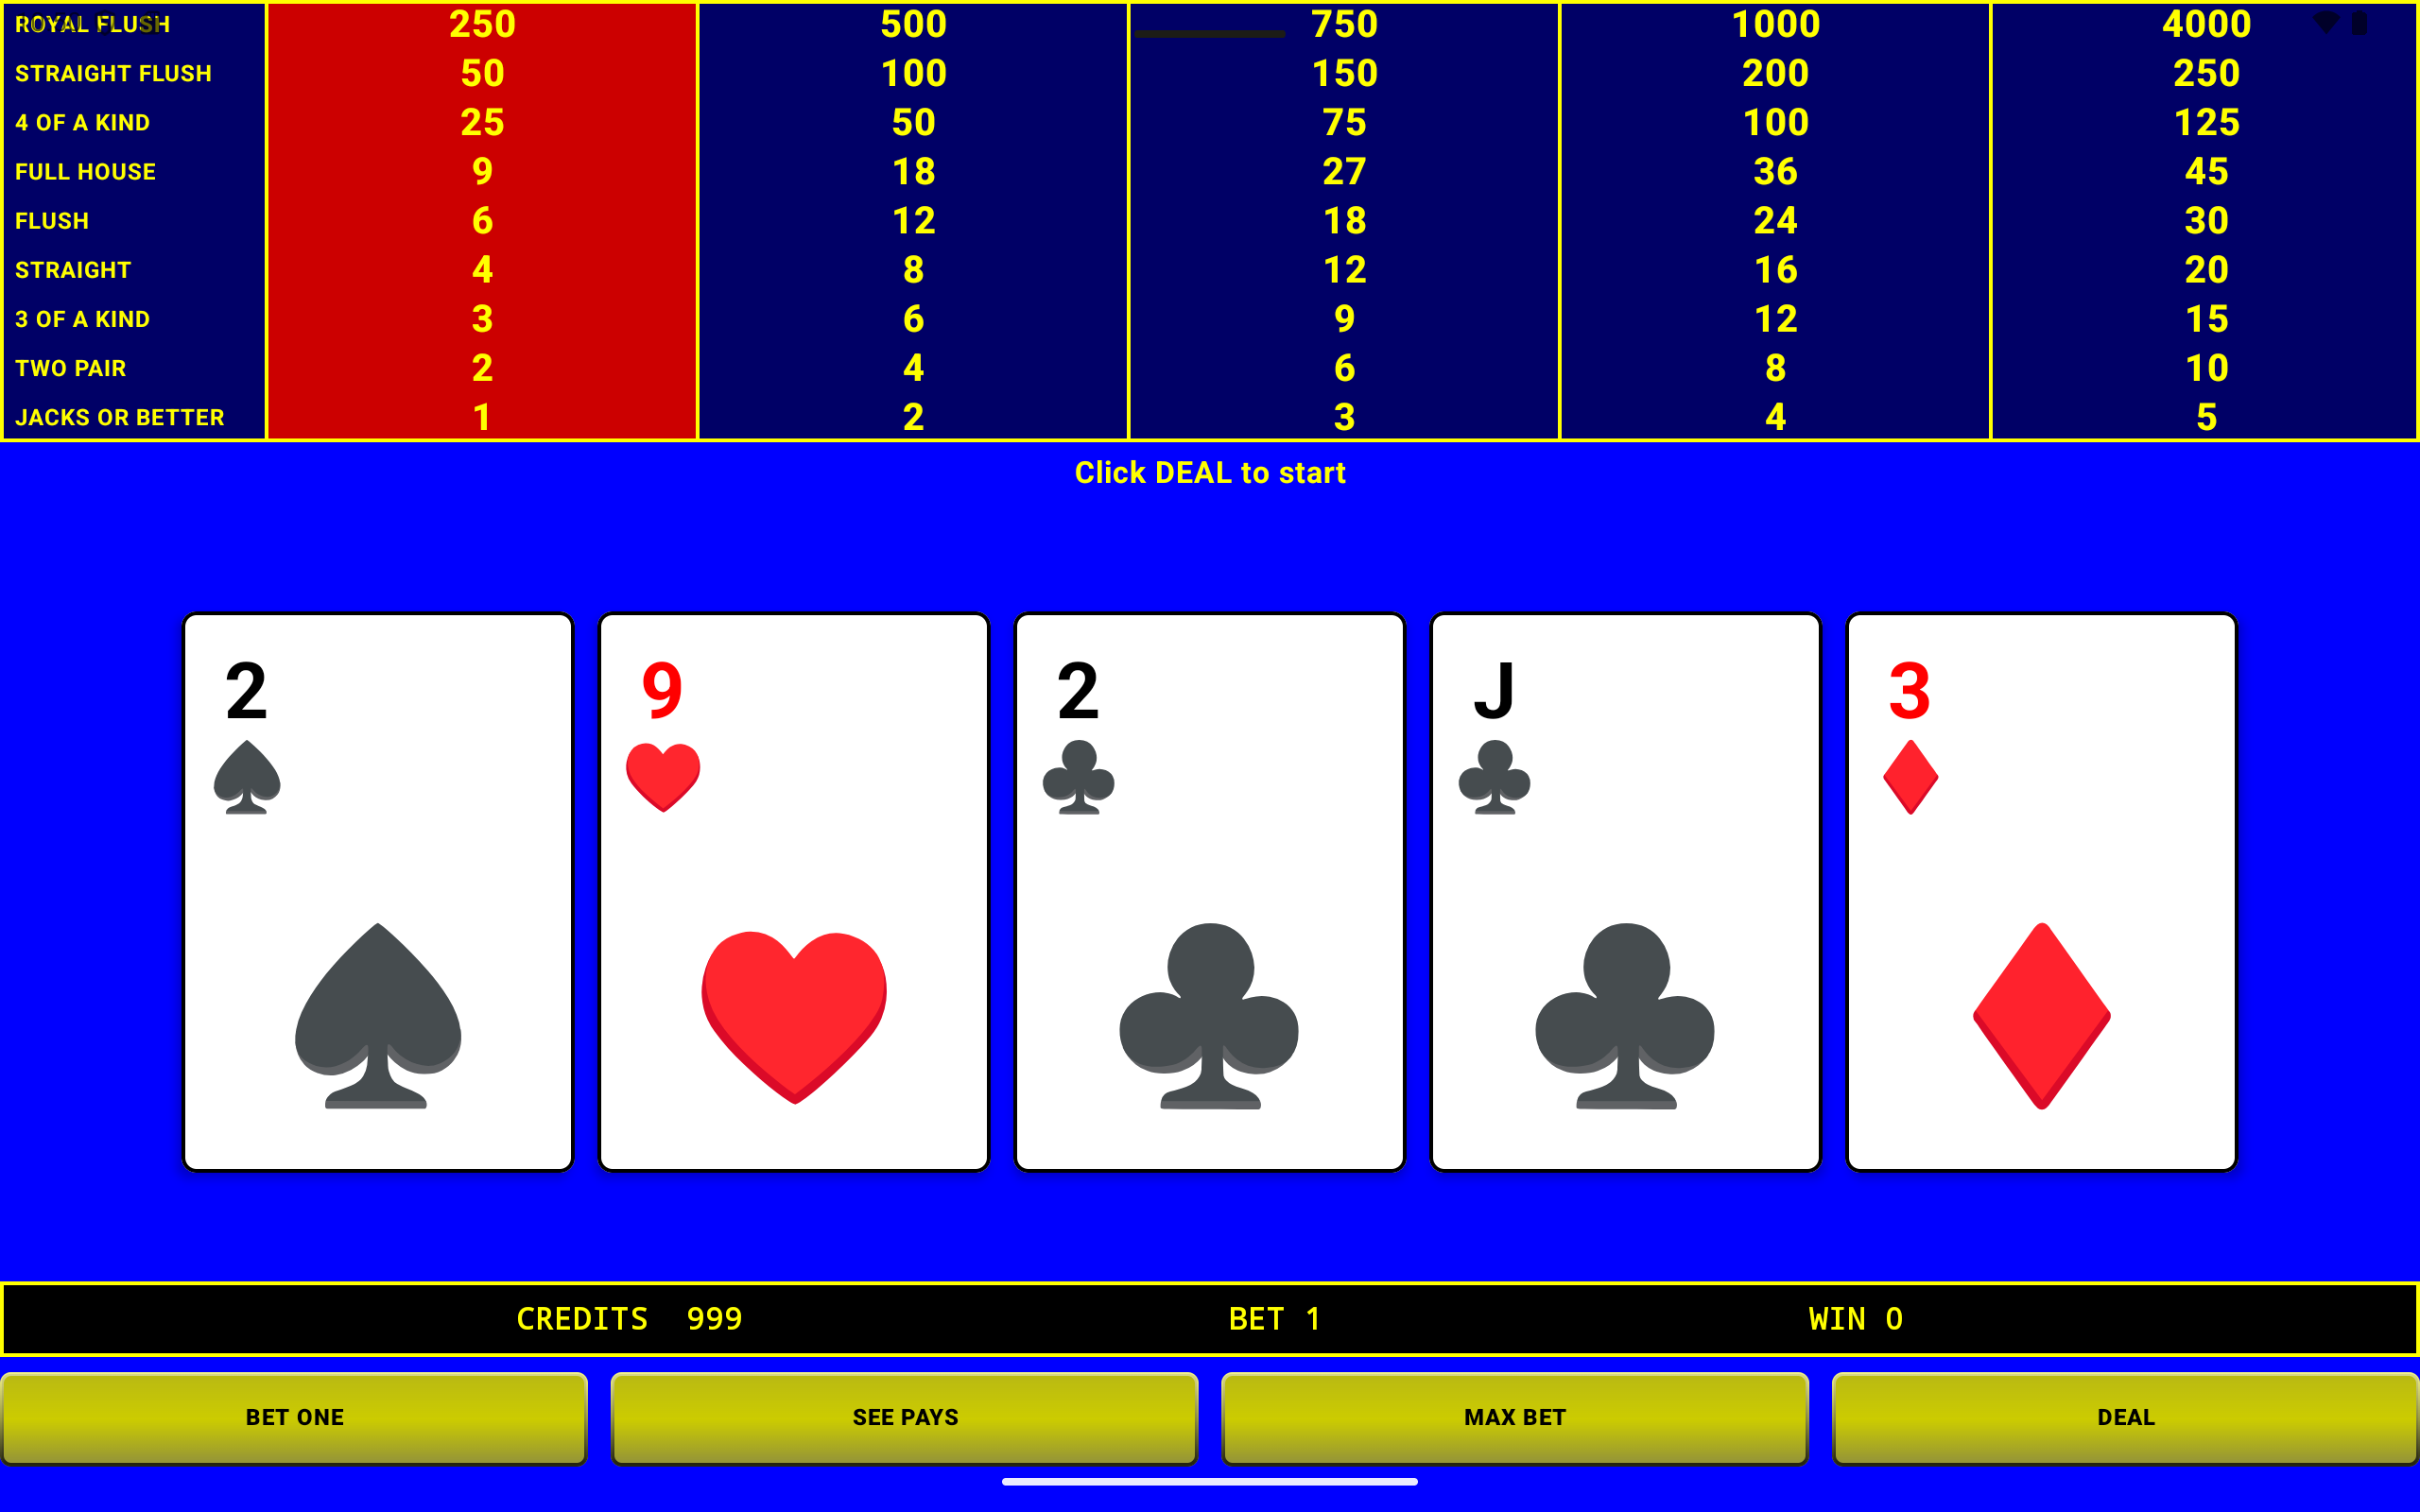 ROYAL FLUSH 250 500 750 1000 4000
STRAIGHT FLUSH 50 100 150 200 250
4 OF A KIND 25 50 75 100 125
FULL HOUSE 9 18 27 36 45
FLUSH 6 12 18 24 30
STRAIGHT 4 8 12 16 20
3 OF A KIND 3 6 9 12 15
TWO PAIR 2 4 6 8 10
JACKS OR BETTER 1 2 3 4 5
Click DEAL to start
2 9 2 J 3
CREDITS 999 BET 1 WIN 0
BET ONE SEE PAYS MAX BET DEAL